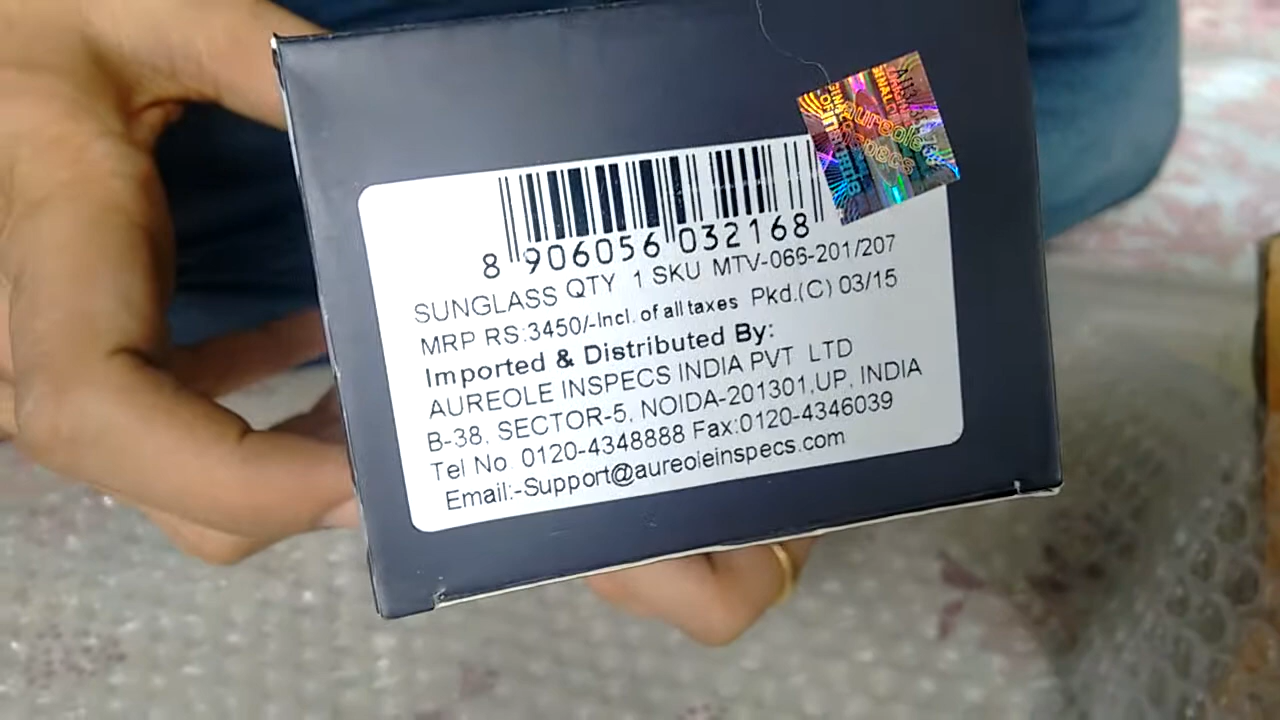 aureole
inspecs
8 906056 032168
SUNGLASS QTY 1 SKU MTV-066-201/207
MRP RS:3450/-Incl. of all taxes Pkd.(C) 03/15
Imported & Distributed By:
AUREOLE INSPECS INDIA PVT LTD
B-38, SECTOR-5, NOIDA-201301,UP, INDIA
Tel No 0120-4348888 Fax:0120-4346039
Email:-Support@aureoleinspecs.com